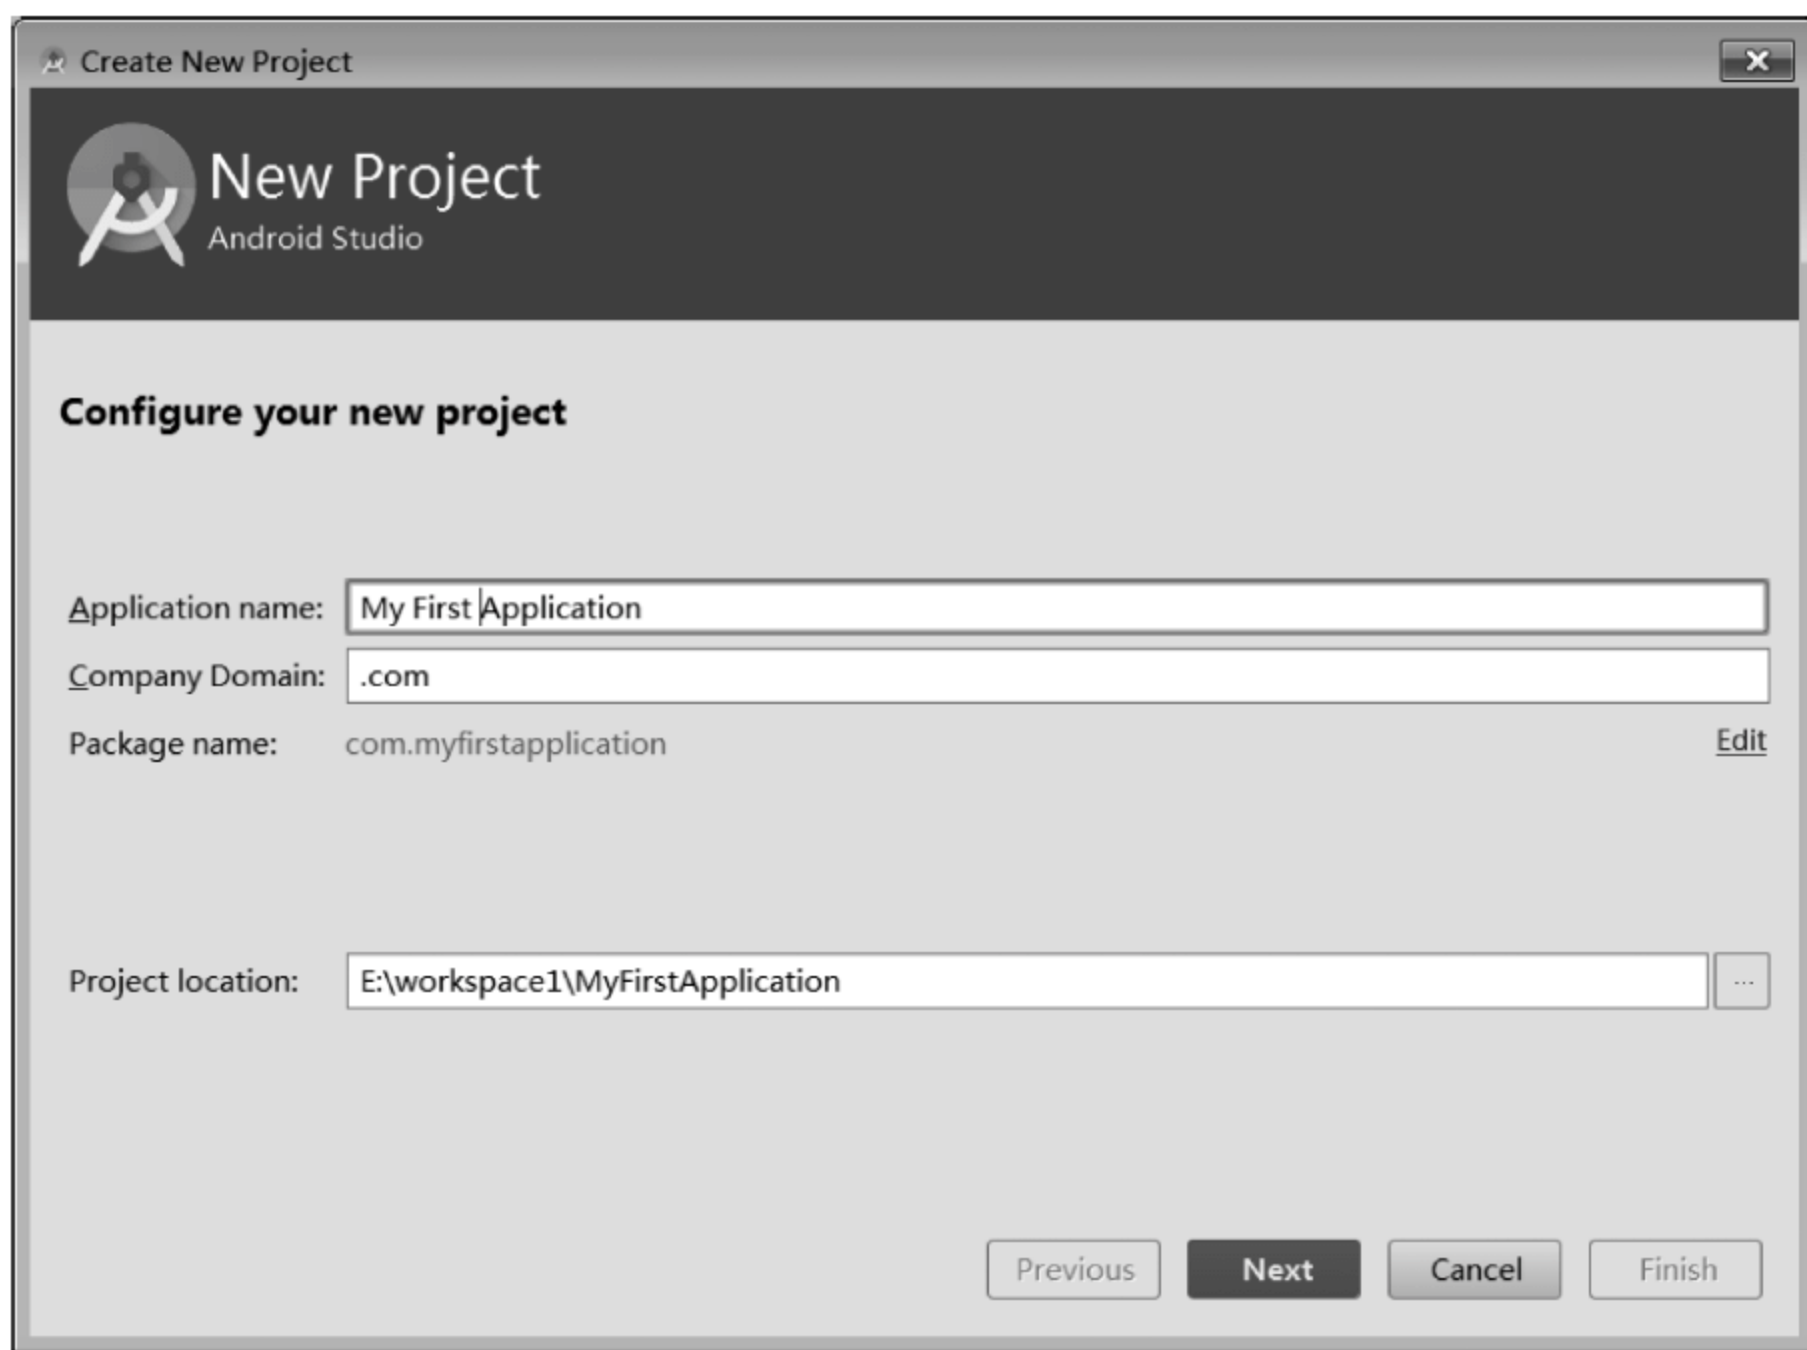 Create New Project
New Project
Android Studio
Configure your new project
Application name: My First Application
Company Domain: .com
Package name: com.myfirstapplication Edit
Project location: E:\workspace1\MyFirstApplication ...
Previous Next Cancel Finish